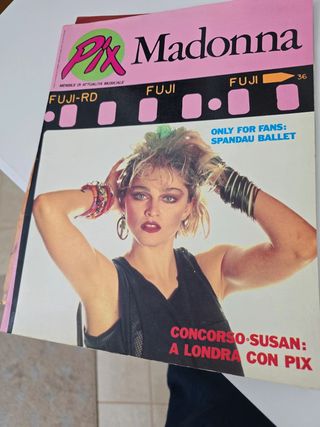 Pix Madonna
MENSILE DI ATTUALITÀ MUSICALE
FUJI-RD FUJI FUJI 36
ONLY FOR FANS:
SPANDAU BALLET
CONCORSO-SUSAN:
A LONDRA CON PIX